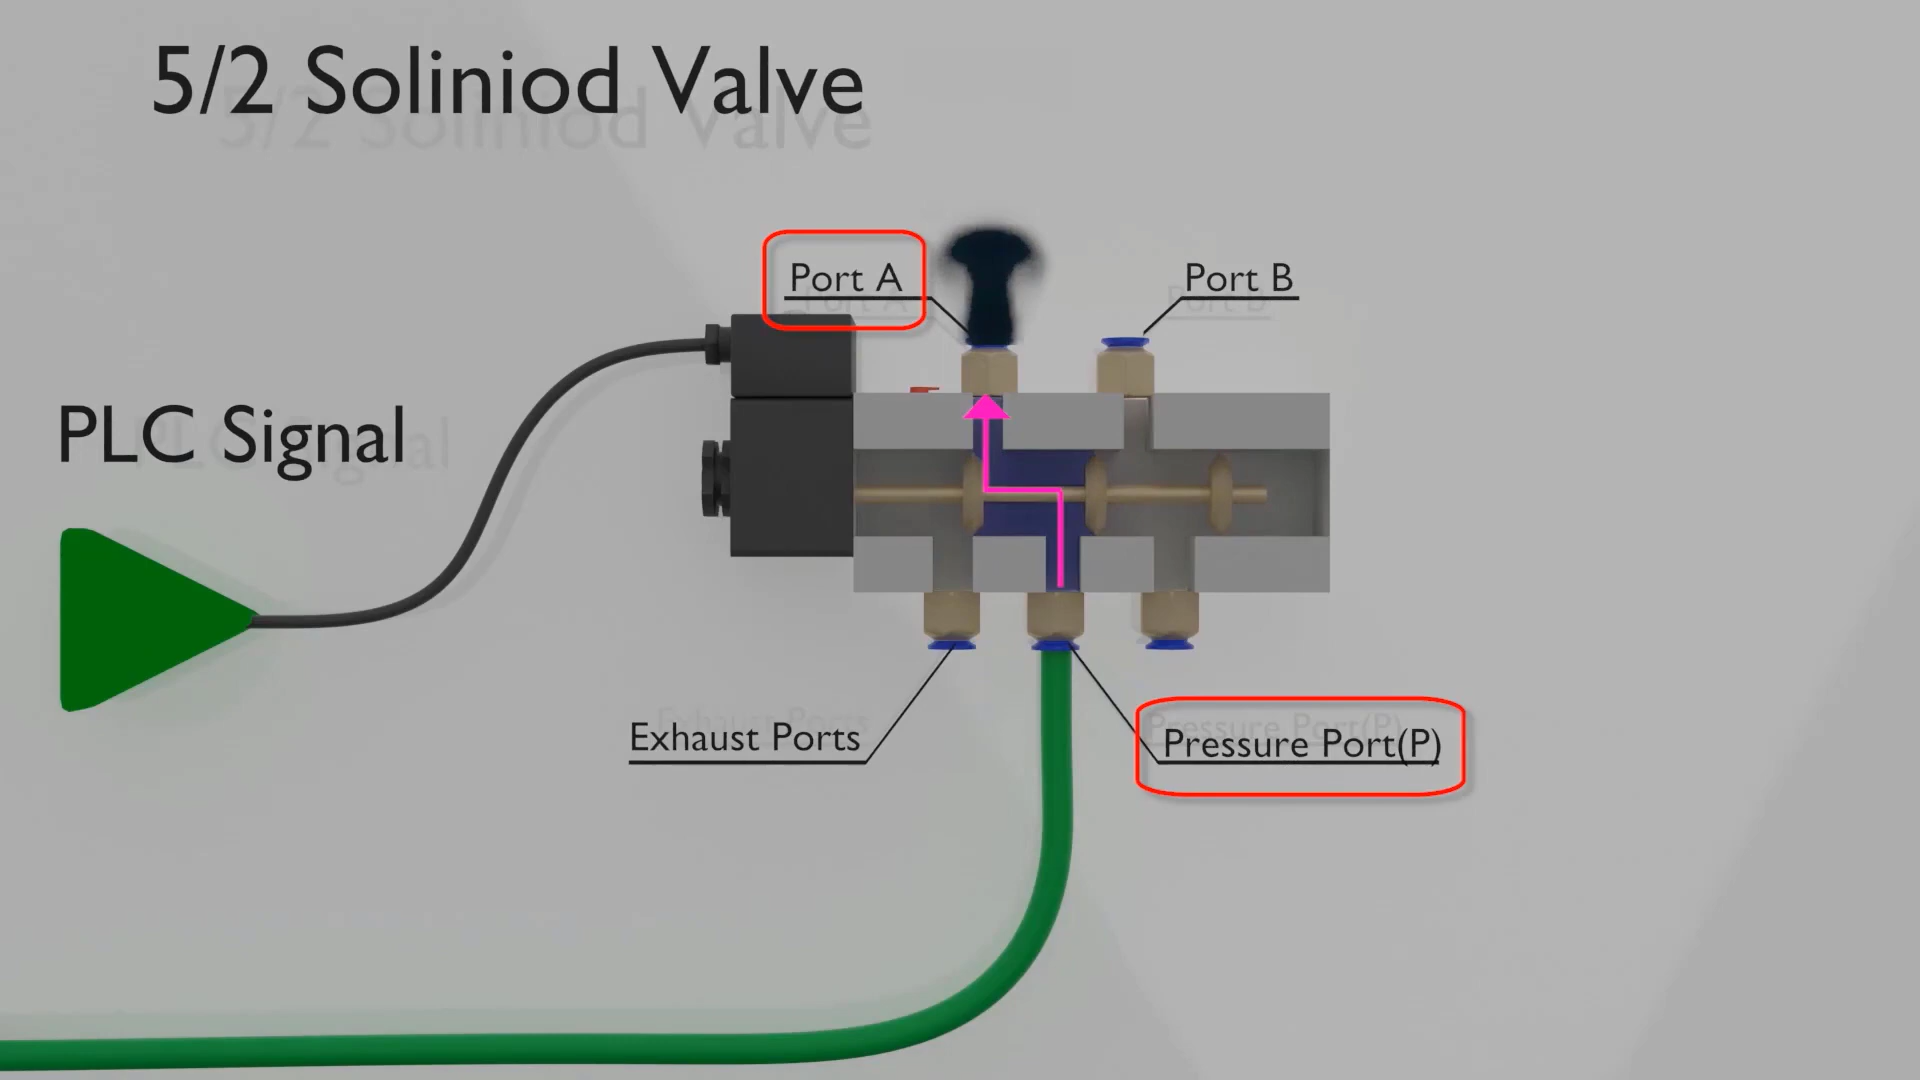 5/2 Soliniod Valve
Port A
Port B
PLC Signal
Exhaust Ports
Pressure Port(P)